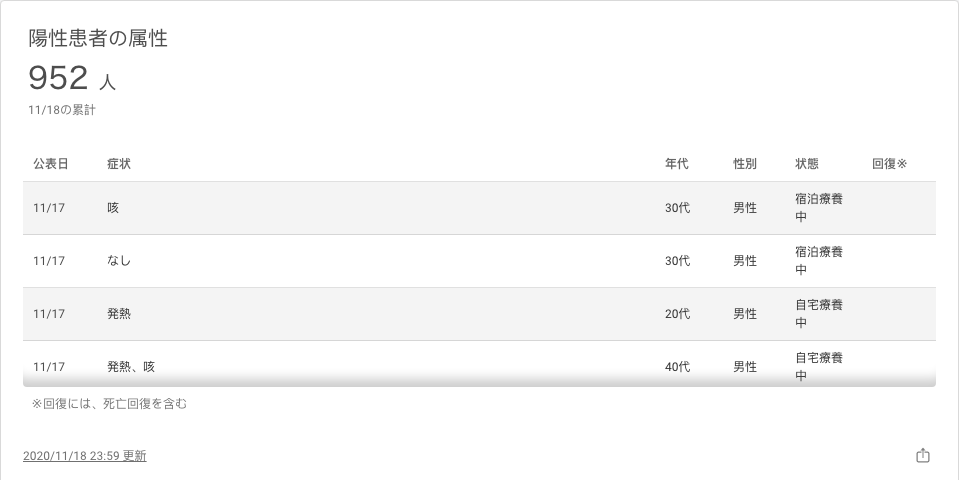 陽性患者の属性
952 人
11/18の累計
公表日 症状 年代 性別 状態 回復※
11/17 咳 30代 男性 宿泊療養
中
11/17 なし 30代 男性 宿泊療養
中
11/17 発熱 20代 男性 自宅療養
中
11/17 発熱、咳 40代 男性 自宅療養
中
※回復には、死亡回復を含む
2020/11/18 23:59 更新